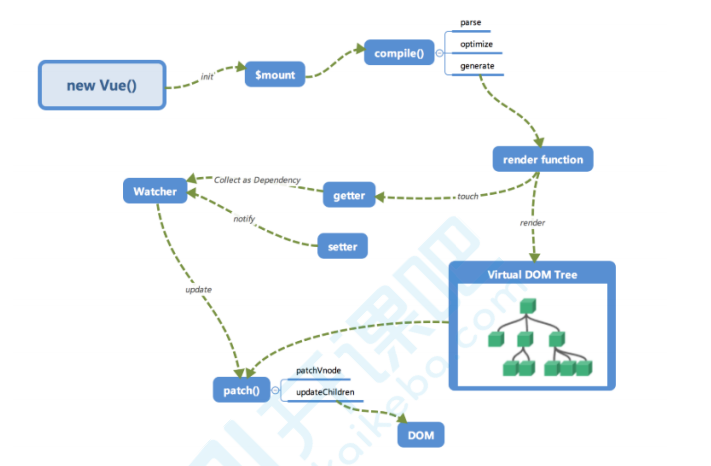 parse
compile()
optimize
generate
new Vue()
init
$mount
render function
Collect as Dependency
Watcher
getter
touch
notify
setter
render
Virtual DOM Tree
update
patchVnode
patch()
updateChildren
DOM
开课吧
kaikeba.com